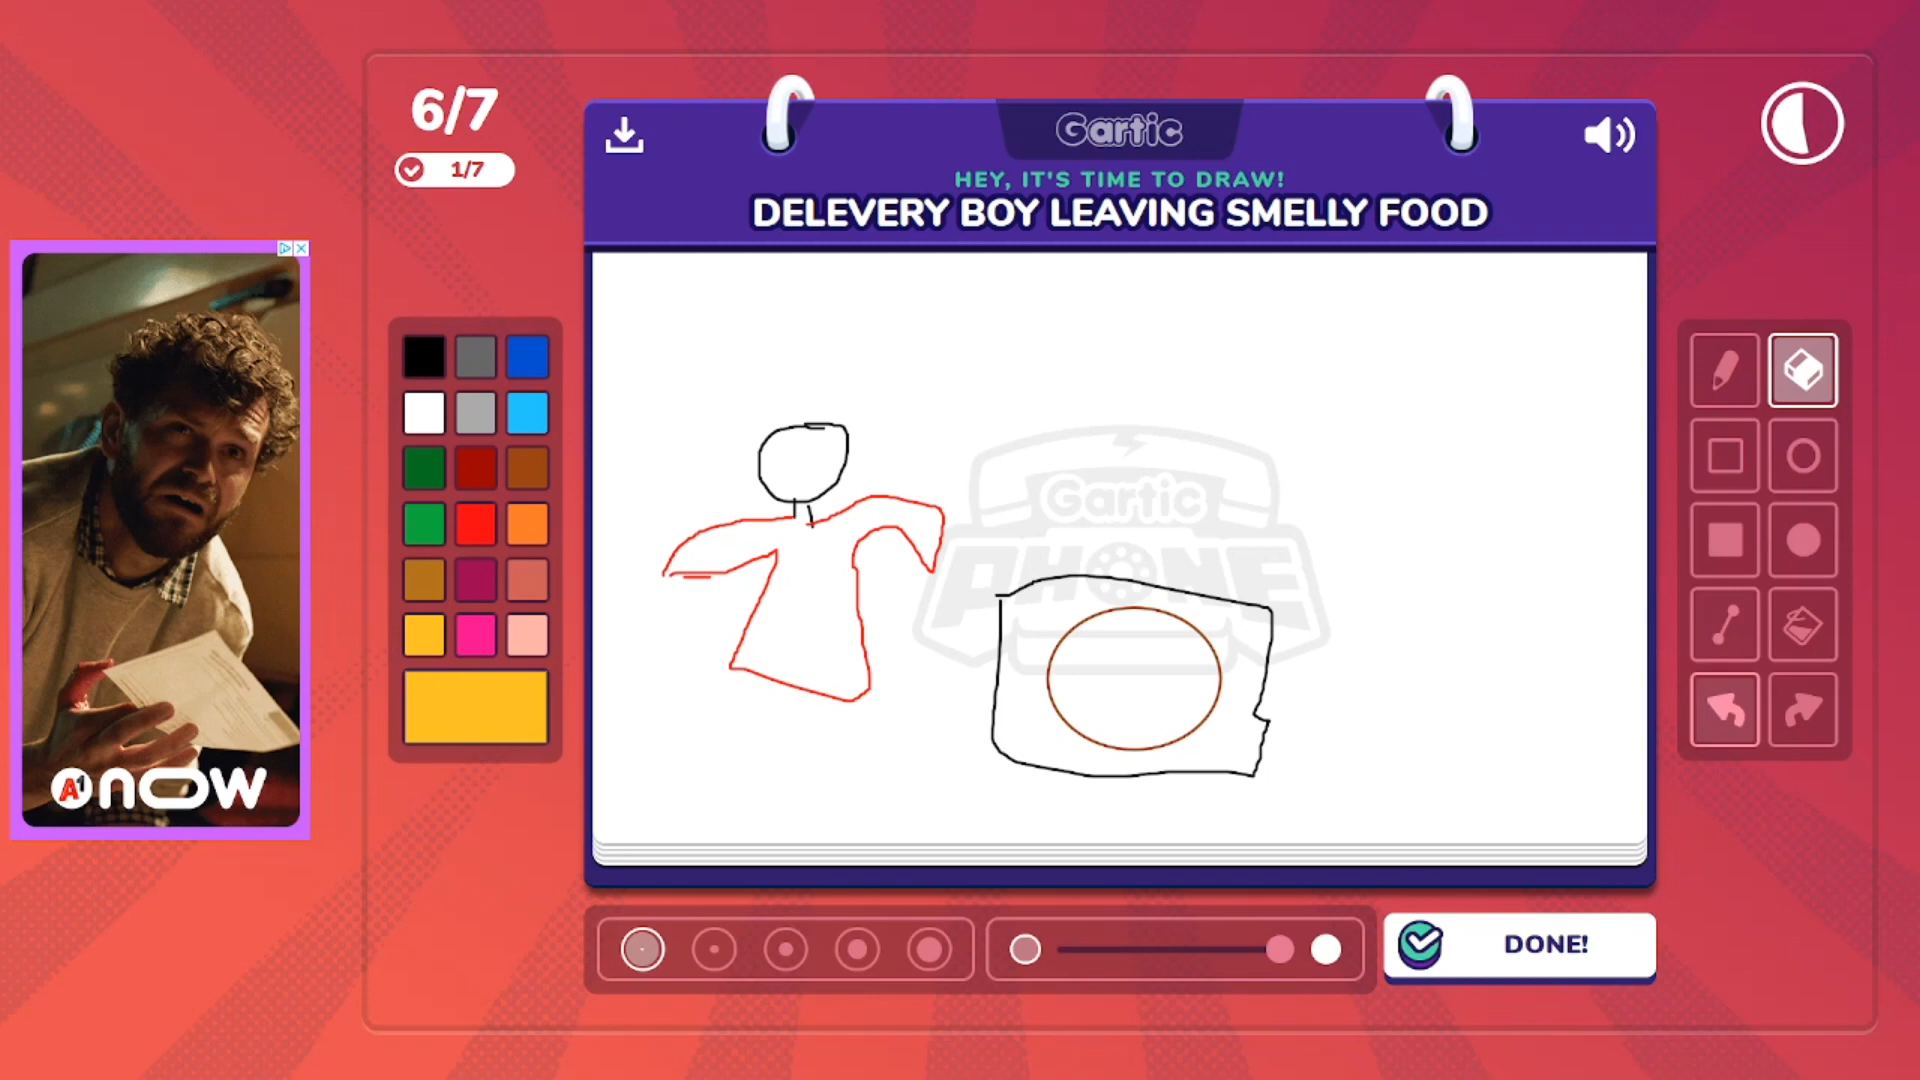 6/7
1/7
Gartic
HEY, IT'S TIME TO DRAW!
DELEVERY BOY LEAVING SMELLY FOOD
Gartic
PHONE
A1 now
DONE!